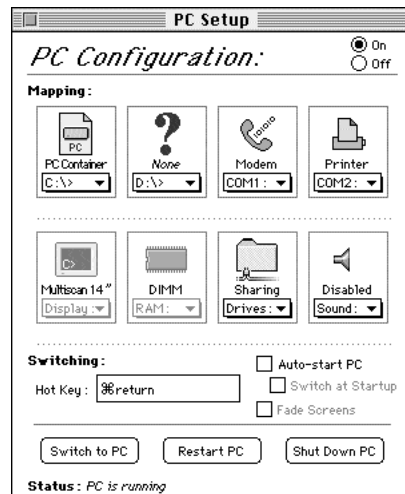 PC Setup
PC Configuration:
On
Off
Mapping:
PC
PC Container
None
Modem
Printer
C:\>
D:\>
COM1:
COM2:
C>
Multiscan 14"
DIMM
Sharing
Disabled
Display:
RAM:
Drives:
Sound:
Switching:
Auto-start PC
Hot Key: ⌘return
Switch at Startup
Fade Screens
Switch to PC
Restart PC
Shut Down PC
Status: PC is running